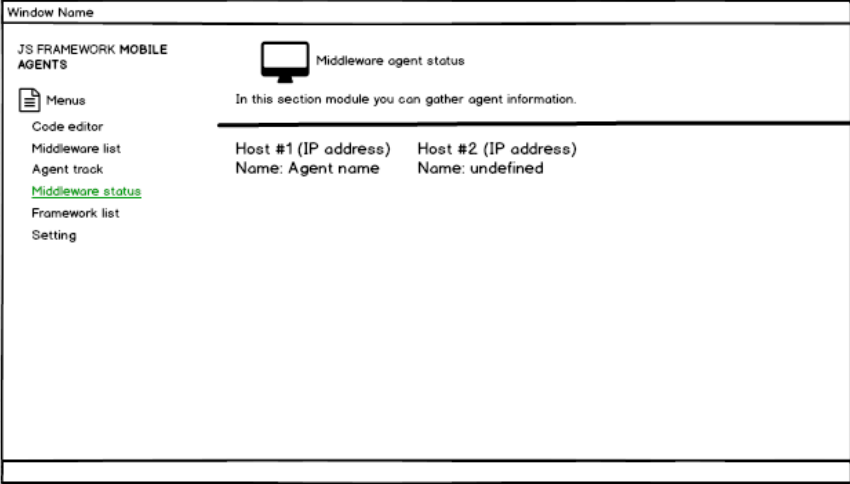 Window Name
JS FRAMEWORK MOBILE
AGENTS
Menus
Code editor
Middleware list
Agent track
Middleware status
Framework list
Setting
Middleware agent status
In this section module you can gather agent information.
Host #1 (IP address)
Name: Agent name
Host #2 (IP address)
Name: undefined